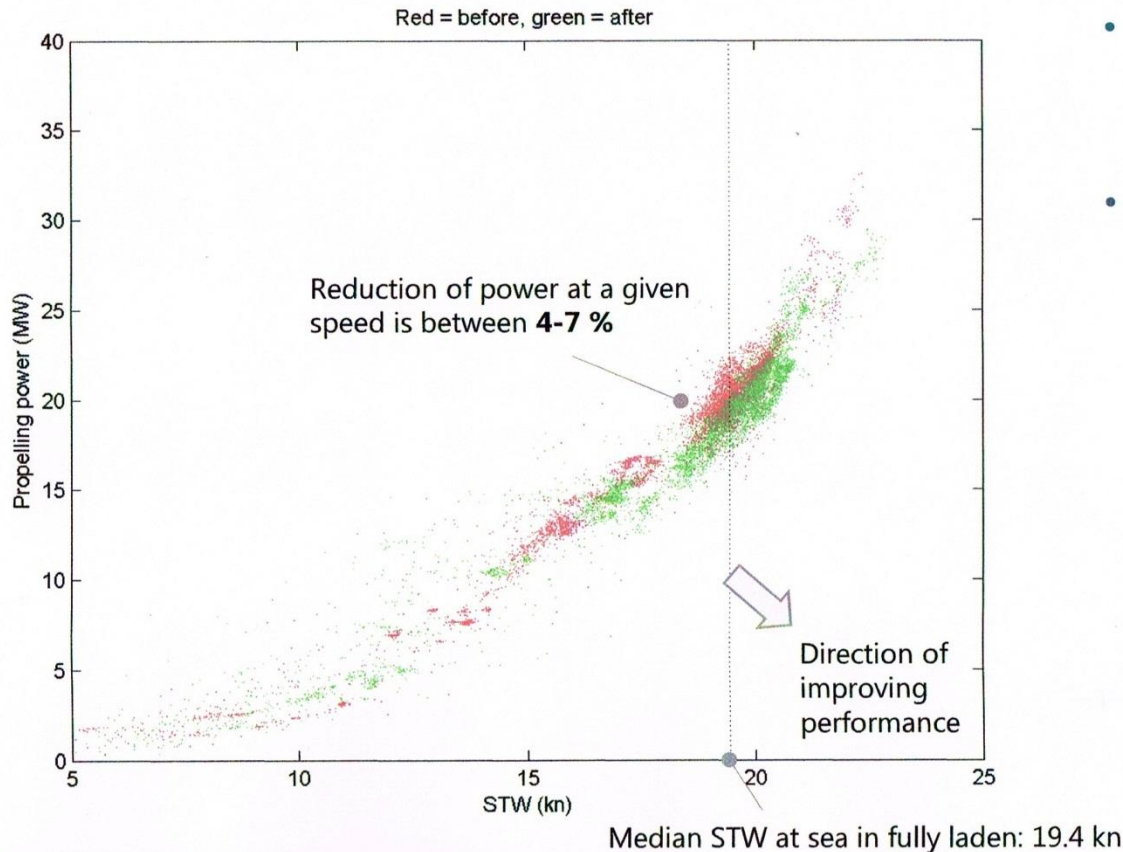 Red = before, green = after
40
35
30
25
20
15
10
5
0
Propelling power (MW)
Reduction of power at a given
speed is between 4-7 %
Direction of
improving
performance
5
10
15
20
25
STW (kn)
Median STW at sea in fully laden: 19.4 kn